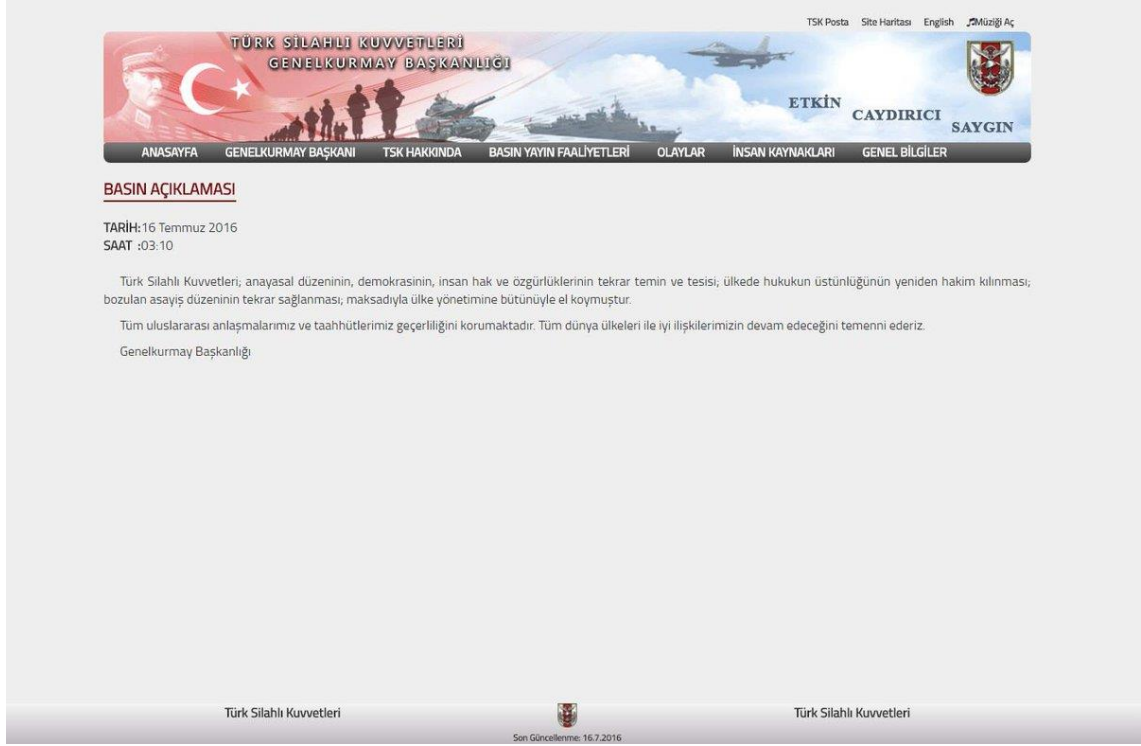 TSK Posta Site Haritası English Müziği Aç
TÜRK SİLAHLI KUVVETLERİ
GENELKURMAY BAŞKANLIĞI
ETKİN
CAYDIRICI
SAYGIN
ANASAYFA GENELKURMAY BAŞKANI TSK HAKKINDA BASIN YAYIN FAALİYETLERİ OLAYLAR İNSAN KAYNAKLARI GENEL BİLGİLER
BASIN AÇIKLAMASI
TARİH:16 Temmuz 2016
SAAT :03:10
Türk Silahlı Kuvvetleri; anayasal düzeninin, demokrasinin, insan hak ve özgürlüklerinin tekrar temin ve tesisi; ülkede hukukun üstünlüğünün yeniden hakim kılınması;
bozulan asayiş düzeninin tekrar sağlanması; maksadıyla ülke yönetimine bütünüyle el koymuştur.
Tüm uluslararası anlaşmalarımız ve taahhütlerimiz geçerliliğini korumaktadır. Tüm dünya ülkeleri ile iyi ilişkilerimizin devam edeceğini temenni ederiz.
Genelkurmay Başkanlığı
Türk Silahlı Kuvvetleri Türk Silahlı Kuvvetleri
Son Güncellenme: 16.7.2016